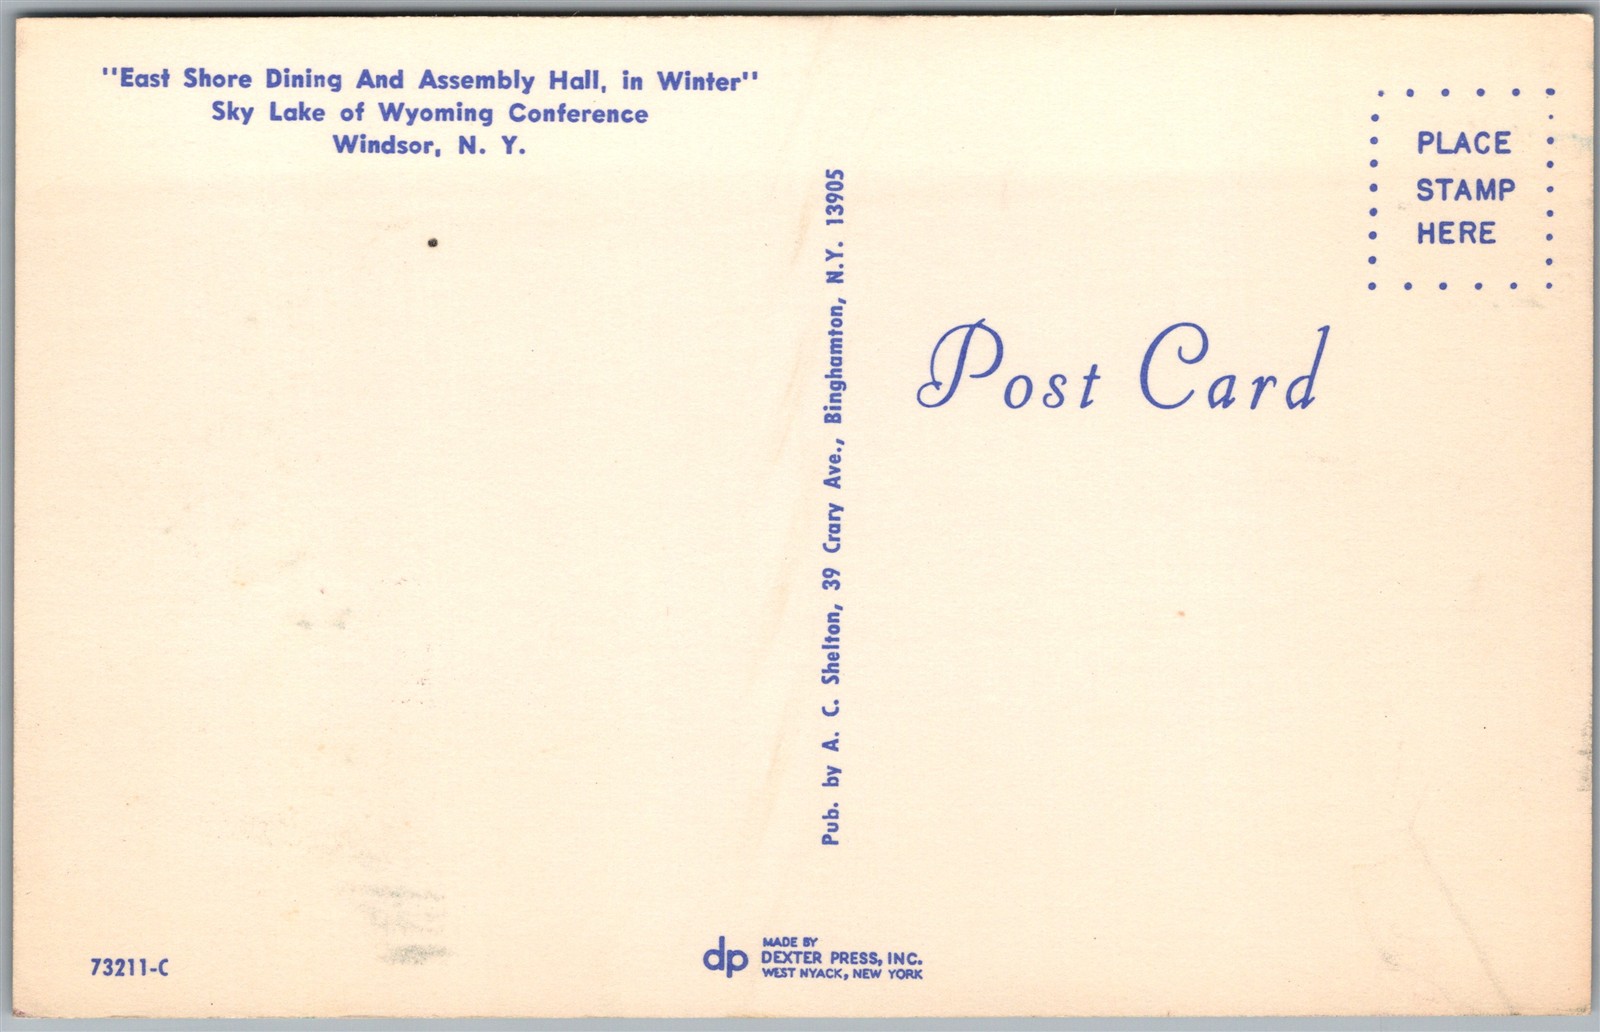 "East Shore Dining And Assembly Hall, in Winter"
Sky Lake of Wyoming Conference
Windsor, N. Y.
PLACE
STAMP
HERE
Pub. by A. C. Shelton, 39 Crary Ave., Binghamton, N.Y. 13905
Post Card
73211-C
dp
MADE BY
DEXTER PRESS, INC.
WEST NYACK, NEW YORK